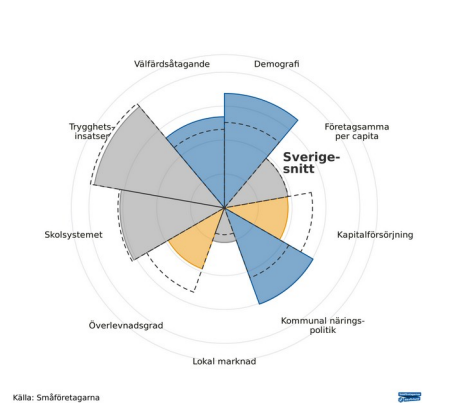 Välfärdsåtagande
Demografi
Trygghets-
insatser
Företagsamma
per capita
Sverige-
snitt
Skolsystemet
Kapitalförsörjning
Överlevnadsgrad
Kommunal närings-
politik
Lokal marknad
Källa: Småföretagarna